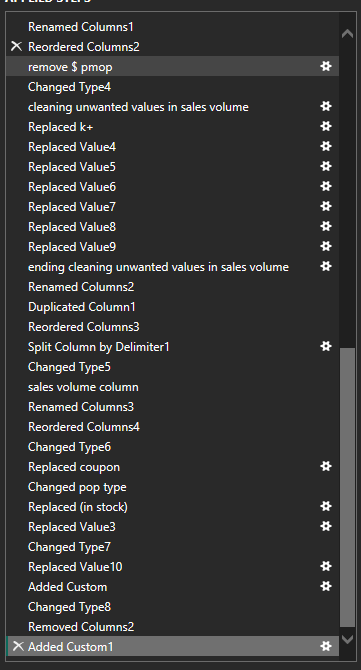 APPLIED STEPS
Renamed Columns1
Reordered Columns2
remove $ pmop
Changed Type4
cleaning unwanted values in sales volume
Replaced k+
Replaced Value4
Replaced Value5
Replaced Value6
Replaced Value7
Replaced Value8
Replaced Value9
ending cleaning unwanted values in sales volume
Renamed Columns2
Duplicated Column1
Reordered Columns3
Split Column by Delimiter1
Changed Type5
sales volume column
Renamed Columns3
Reordered Columns4
Changed Type6
Replaced coupon
Changed pop type
Replaced (in stock)
Replaced Value3
Changed Type7
Replaced Value10
Added Custom
Changed Type8
Removed Columns2
Added Custom1